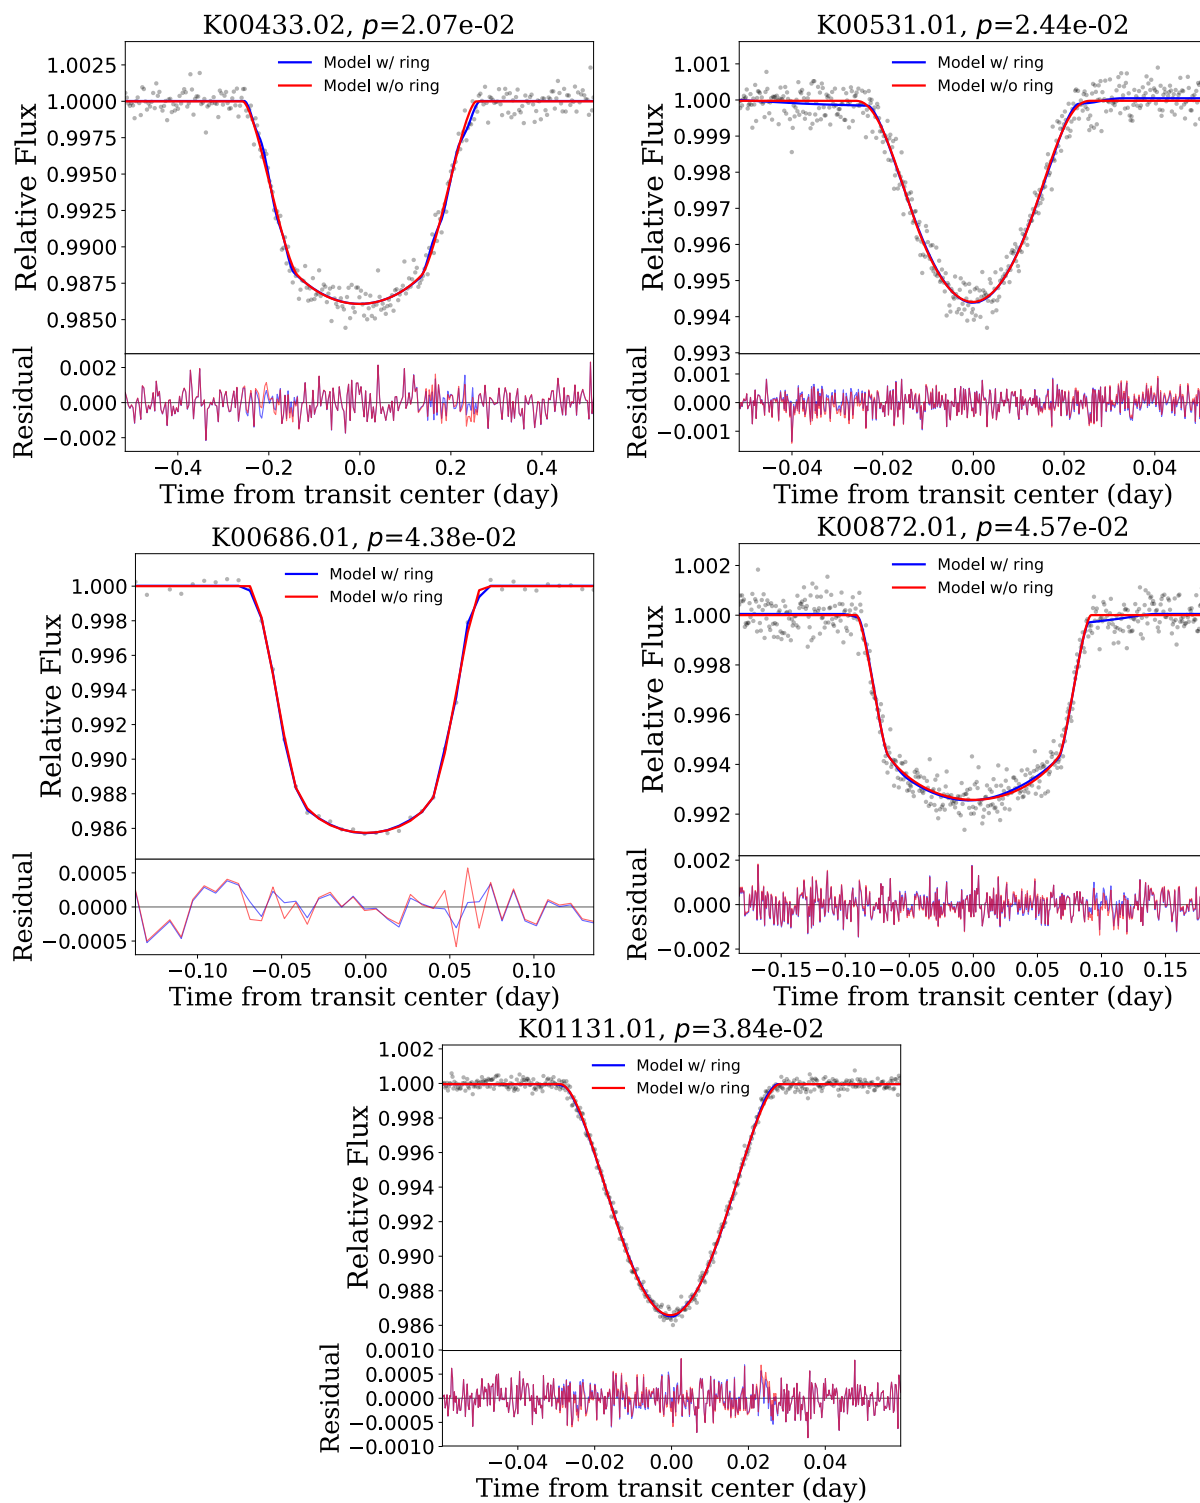 K00433.02, p=2.07e-02
Model w/ ring
Model w/o ring
1.0025
1.0000
0.9975
0.9950
0.9925
0.9900
0.9875
0.9850
Relative Flux
0.002
0.000
−0.002
Residual
−0.4 −0.2 0.0 0.2 0.4
Time from transit center (day)
K00531.01, p=2.44e-02
Model w/ ring
Model w/o ring
1.001
1.000
0.999
0.998
0.997
0.996
0.995
0.994
0.993
Relative Flux
0.001
0.000
−0.001
Residual
−0.04 −0.02 0.00 0.02 0.04
Time from transit center (day)
K00686.01, p=4.38e-02
Model w/ ring
Model w/o ring
1.000
0.998
0.996
0.994
0.992
0.990
0.988
0.986
Relative Flux
0.0005
0.0000
−0.0005
Residual
−0.10 −0.05 0.00 0.05 0.10
Time from transit center (day)
K00872.01, p=4.57e-02
Model w/ ring
Model w/o ring
1.002
1.000
0.998
0.996
0.994
0.992
Relative Flux
0.002
0.000
−0.002
Residual
−0.15 −0.10 −0.05 0.00 0.05 0.10 0.15
Time from transit center (day)
K01131.01, p=3.84e-02
Model w/ ring
Model w/o ring
1.002
1.000
0.998
0.996
0.994
0.992
0.990
0.988
0.986
Relative Flux
0.0010
0.0005
0.0000
−0.0005
−0.0010
Residual
−0.04 −0.02 0.00 0.02 0.04
Time from transit center (day)